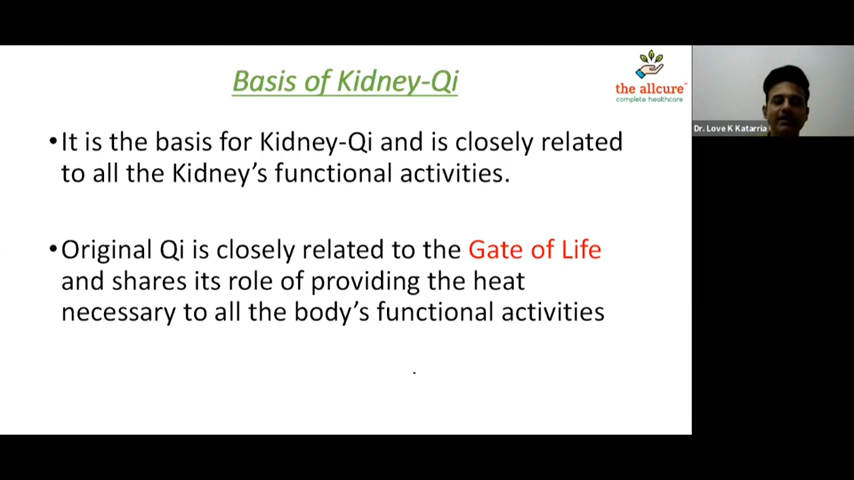 Basis of Kidney-Qi
the allcure™
complete healthcare
•It is the basis for Kidney-Qi and is closely related
to all the Kidney's functional activities.
•Original Qi is closely related to the Gate of Life
and shares its role of providing the heat
necessary to all the body's functional activities
.
Dr. Love K Katarria